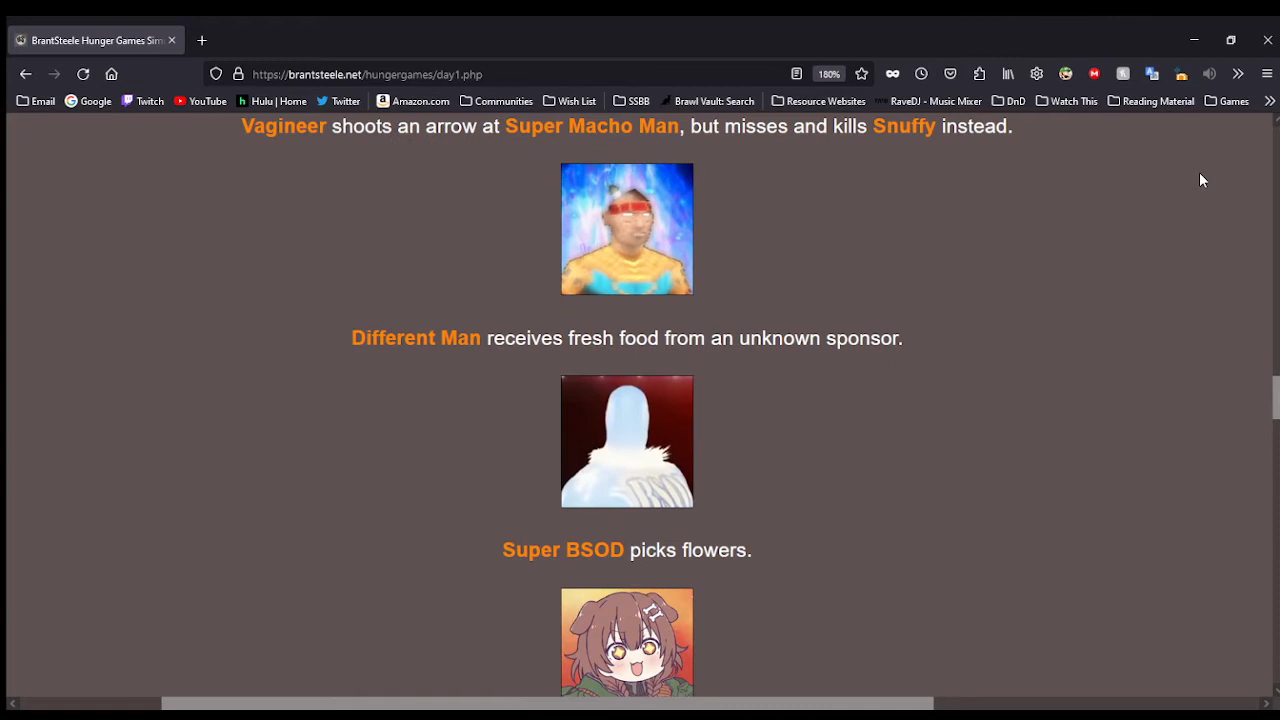 BrantSteele Hunger Games Sim
https://brantsteele.net/hungergames/day1.php
180%
Email Google Twitch YouTube Hulu | Home Twitter Amazon.com Communities Wish List SSBB Brawl Vault: Search Resource Websites RaveDJ - Music Mixer DnD Watch This Reading Material Games
Vagineer shoots an arrow at Super Macho Man, but misses and kills Snuffy instead.
Different Man receives fresh food from an unknown sponsor.
Super BSOD picks flowers.